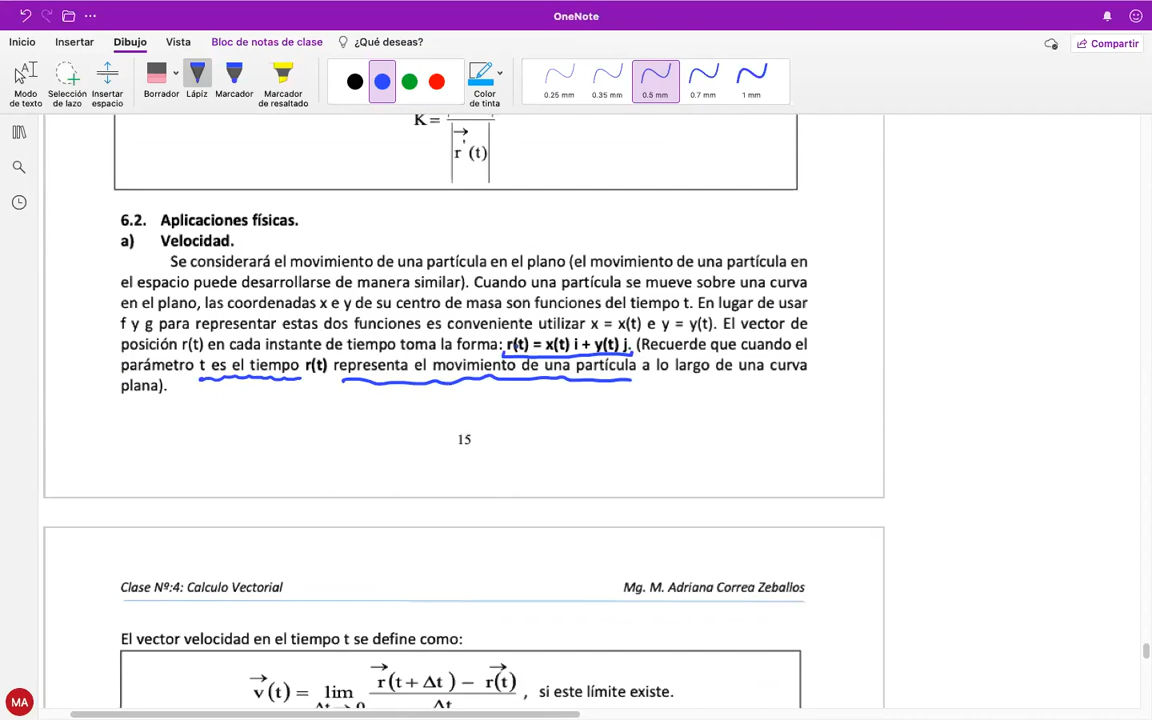 OneNote
Inicio Insertar Dibujo Vista Bloc de notas de clase ¿Qué deseas? Compartir
Modo de texto
Selección de lazo
Insertar espacio
Borrador
Lápiz
Marcador
Marcador de resaltado
Color de tinta
0.25 mm 0.35 mm 0.5 mm 0.7 mm 1 mm
K =
r'(t)
6.2. Aplicaciones físicas.
a) Velocidad.
Se considerará el movimiento de una partícula en el plano (el movimiento de una partícula en
el espacio puede desarrollarse de manera similar). Cuando una partícula se mueve sobre una curva
en el plano, las coordenadas x e y de su centro de masa son funciones del tiempo t. En lugar de usar
f y g para representar estas dos funciones es conveniente utilizar x = x(t) e y = y(t). El vector de
posición r(t) en cada instante de tiempo toma la forma: r(t) = x(t) i + y(t) j. (Recuerde que cuando el
parámetro t es el tiempo r(t) representa el movimiento de una partícula a lo largo de una curva
plana).
15
Clase Nº:4: Calculo Vectorial Mg. M. Adriana Correa Zeballos
El vector velocidad en el tiempo t se define como:
v(t) = lim r(t + Δt) − r(t) , si este límite existe.
Δt → 0 Δt
MA